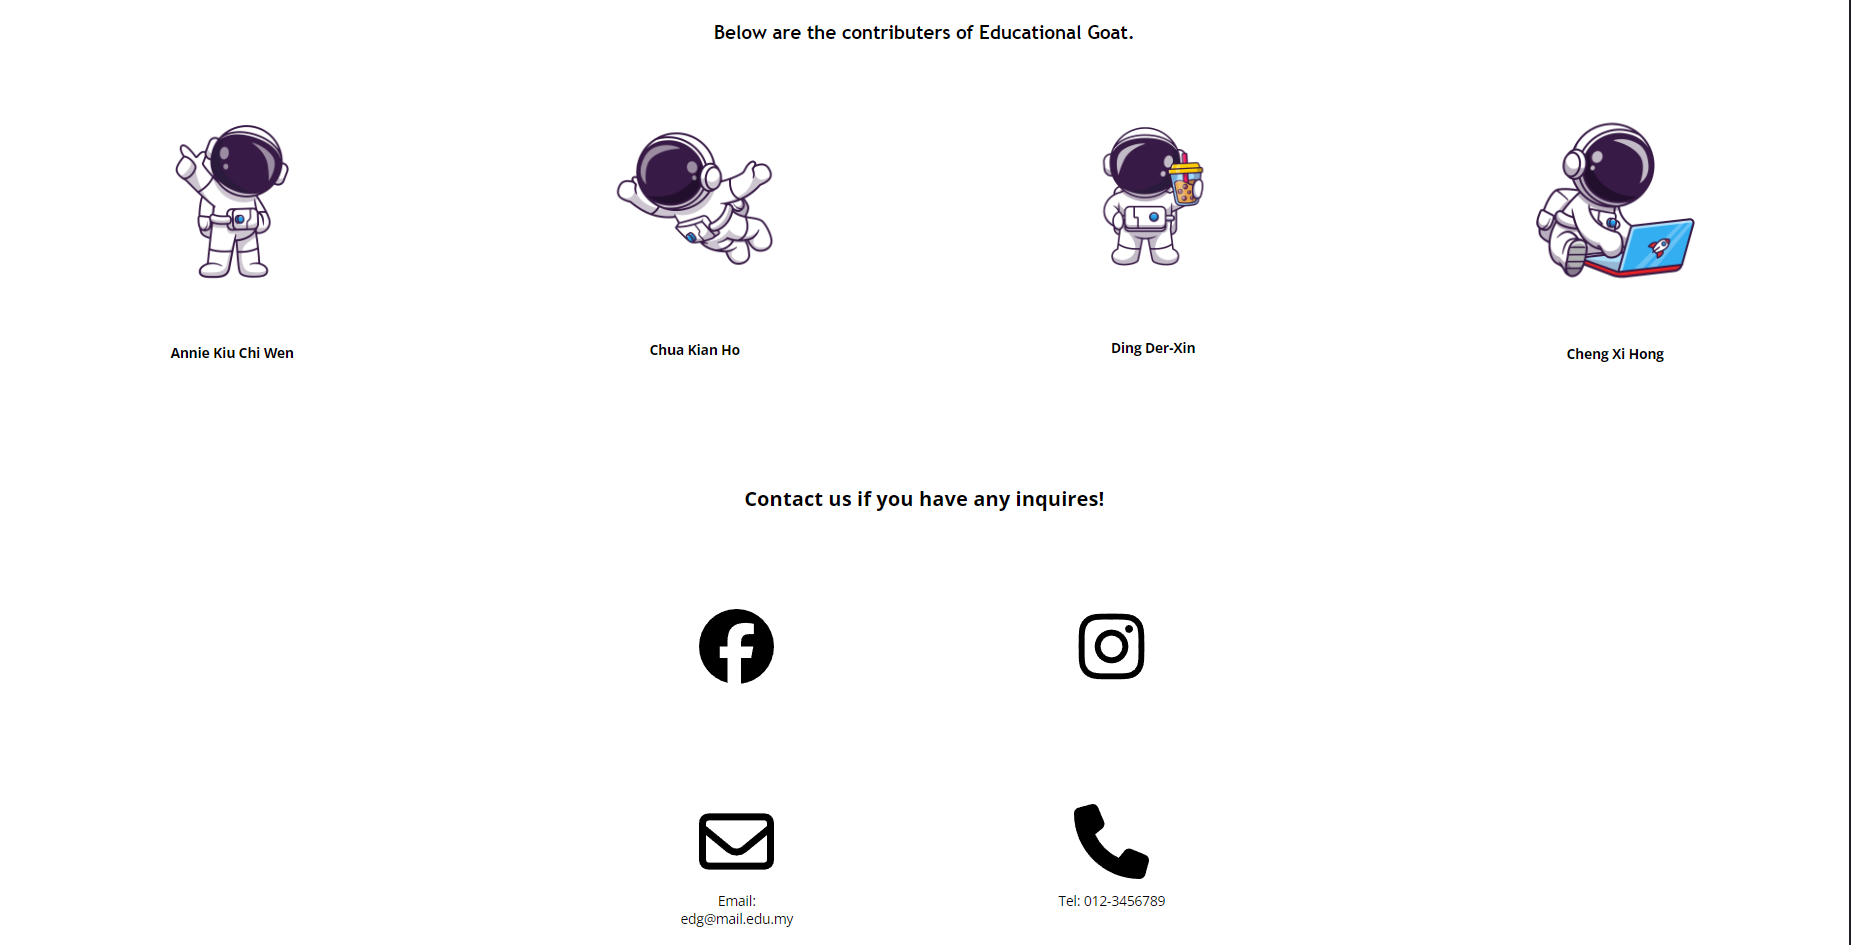 Below are the contributers of Educational Goat.
Annie Kiu Chi Wen
Chua Kian Ho
Ding Der-Xin
Cheng Xi Hong
Contact us if you have any inquires!
Email:
edg@mail.edu.my
Tel: 012-3456789